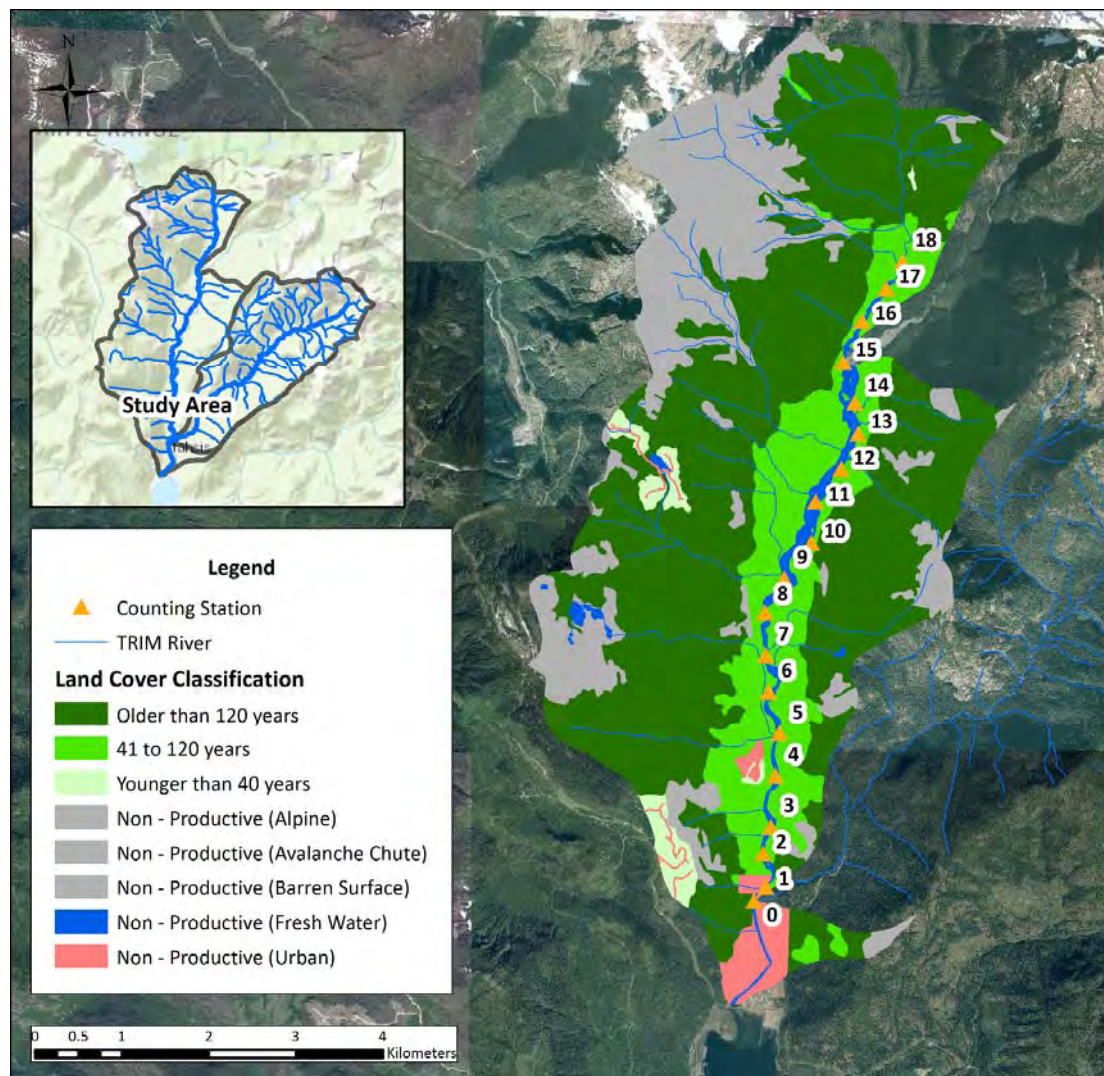 N
Study Area
18
17
16
15
14
13
12
11
10
9
8
7
6
5
4
3
2
1
0
Legend
Counting Station
TRIM River
Land Cover Classification
Older than 120 years
41 to 120 years
Younger than 40 years
Non - Productive (Alpine)
Non - Productive (Avalanche Chute)
Non - Productive (Barren Surface)
Non - Productive (Fresh Water)
Non - Productive (Urban)
0 0.5 1 2 3 4
Kilometers